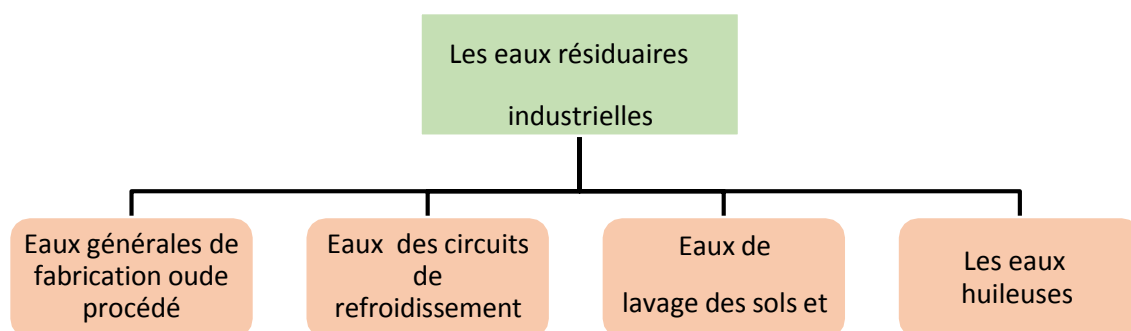 Les eaux résiduaires
industrielles
Eaux générales de
fabrication oude
procédé
Eaux des circuits
de
refroidissement
Eaux de
lavage des sols et
Les eaux
huileuses